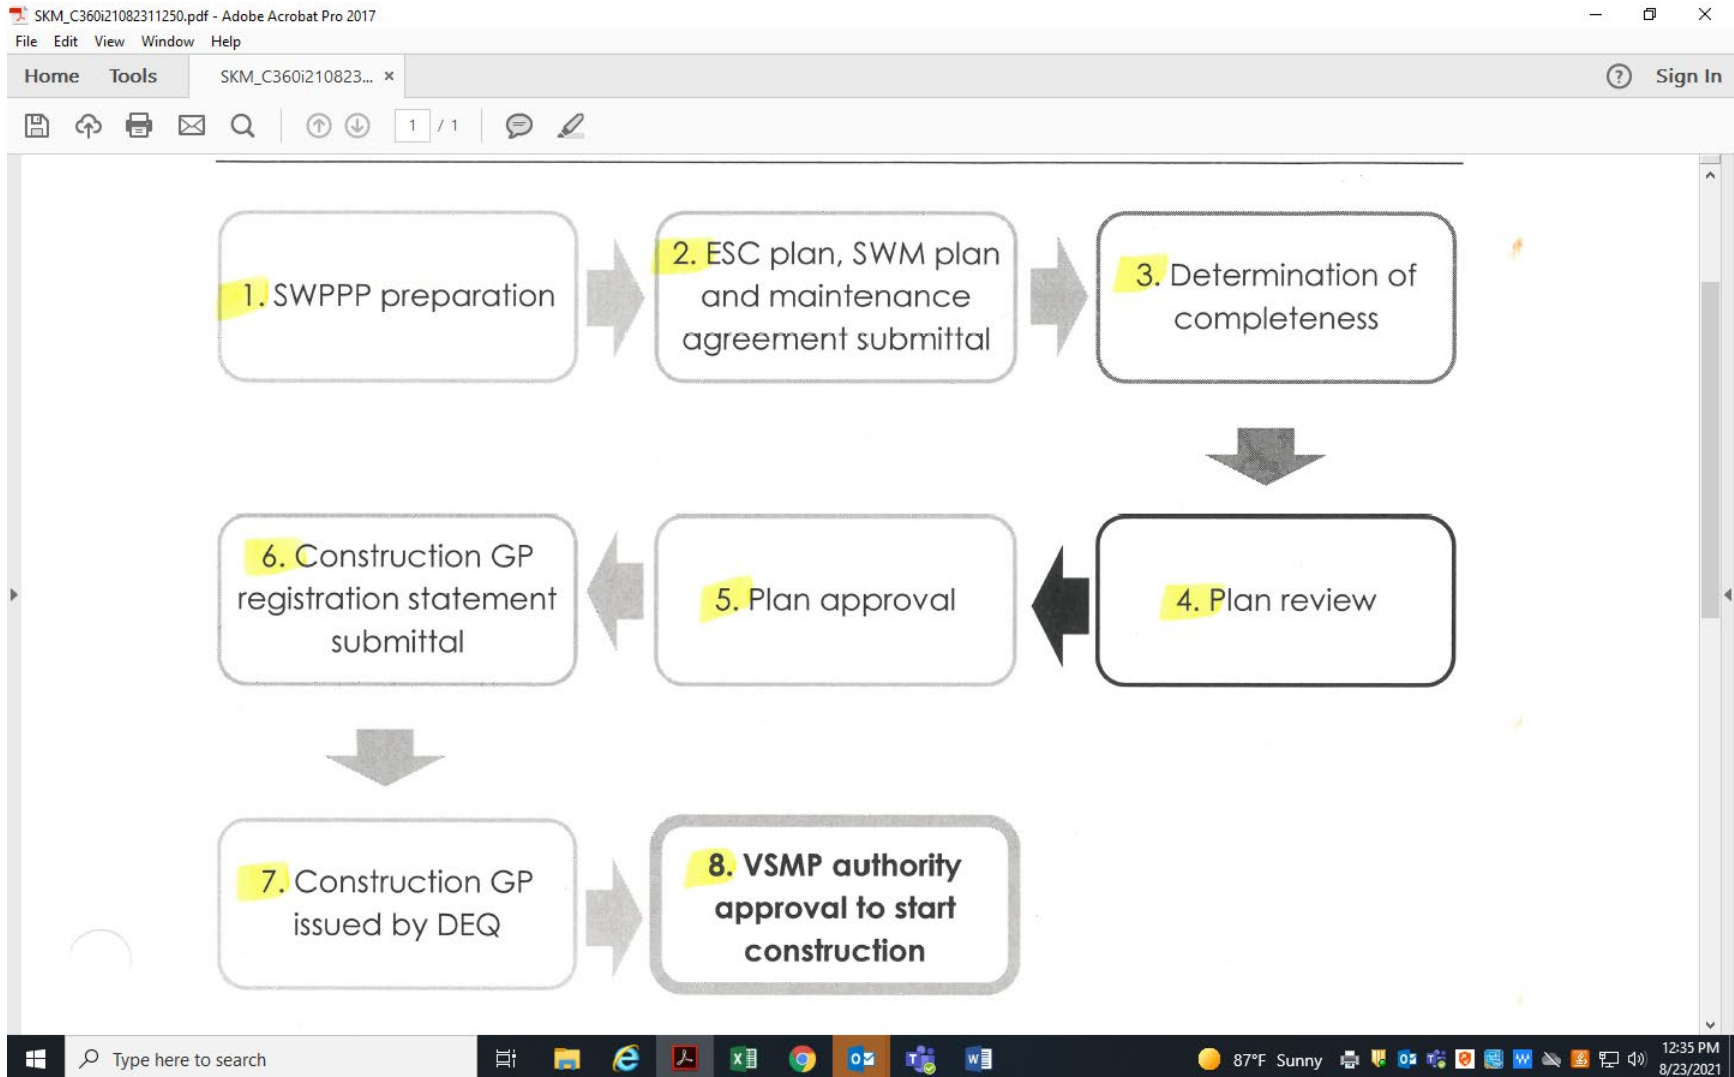 SKM_C360i21082311250.pdf - Adobe Acrobat Pro 2017
File Edit View Window Help
Home Tools SKM_C360i210823... ×
Sign In
1 / 1
1. SWPPP preparation
2. ESC plan, SWM plan
and maintenance
agreement submittal
3. Determination of
completeness
4. Plan review
5. Plan approval
6. Construction GP
registration statement
submittal
7. Construction GP
issued by DEQ
8. VSMP authority
approval to start
construction
Type here to search
87°F Sunny
12:35 PM
8/23/2021